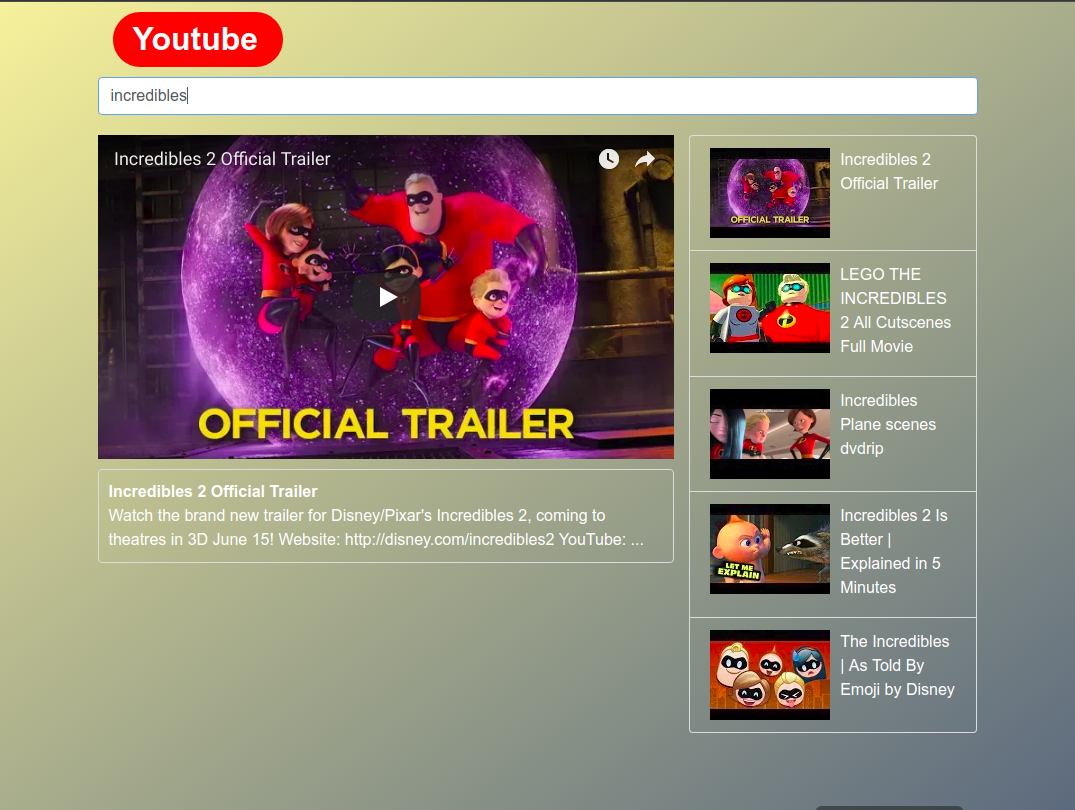 Youtube
incredibles
Incredibles 2 Official Trailer
OFFICIAL TRAILER
Incredibles 2 Official Trailer
Watch the brand new trailer for Disney/Pixar's Incredibles 2, coming to
theatres in 3D June 15! Website: http://disney.com/incredibles2 YouTube: ...
OFFICIAL TRAILER
Incredibles 2
Official Trailer
LEGO THE
INCREDIBLES
2 All Cutscenes
Full Movie
Incredibles
Plane scenes
dvdrip
LET ME
EXPLAIN
Incredibles 2 Is
Better |
Explained in 5
Minutes
The Incredibles
| As Told By
Emoji by Disney